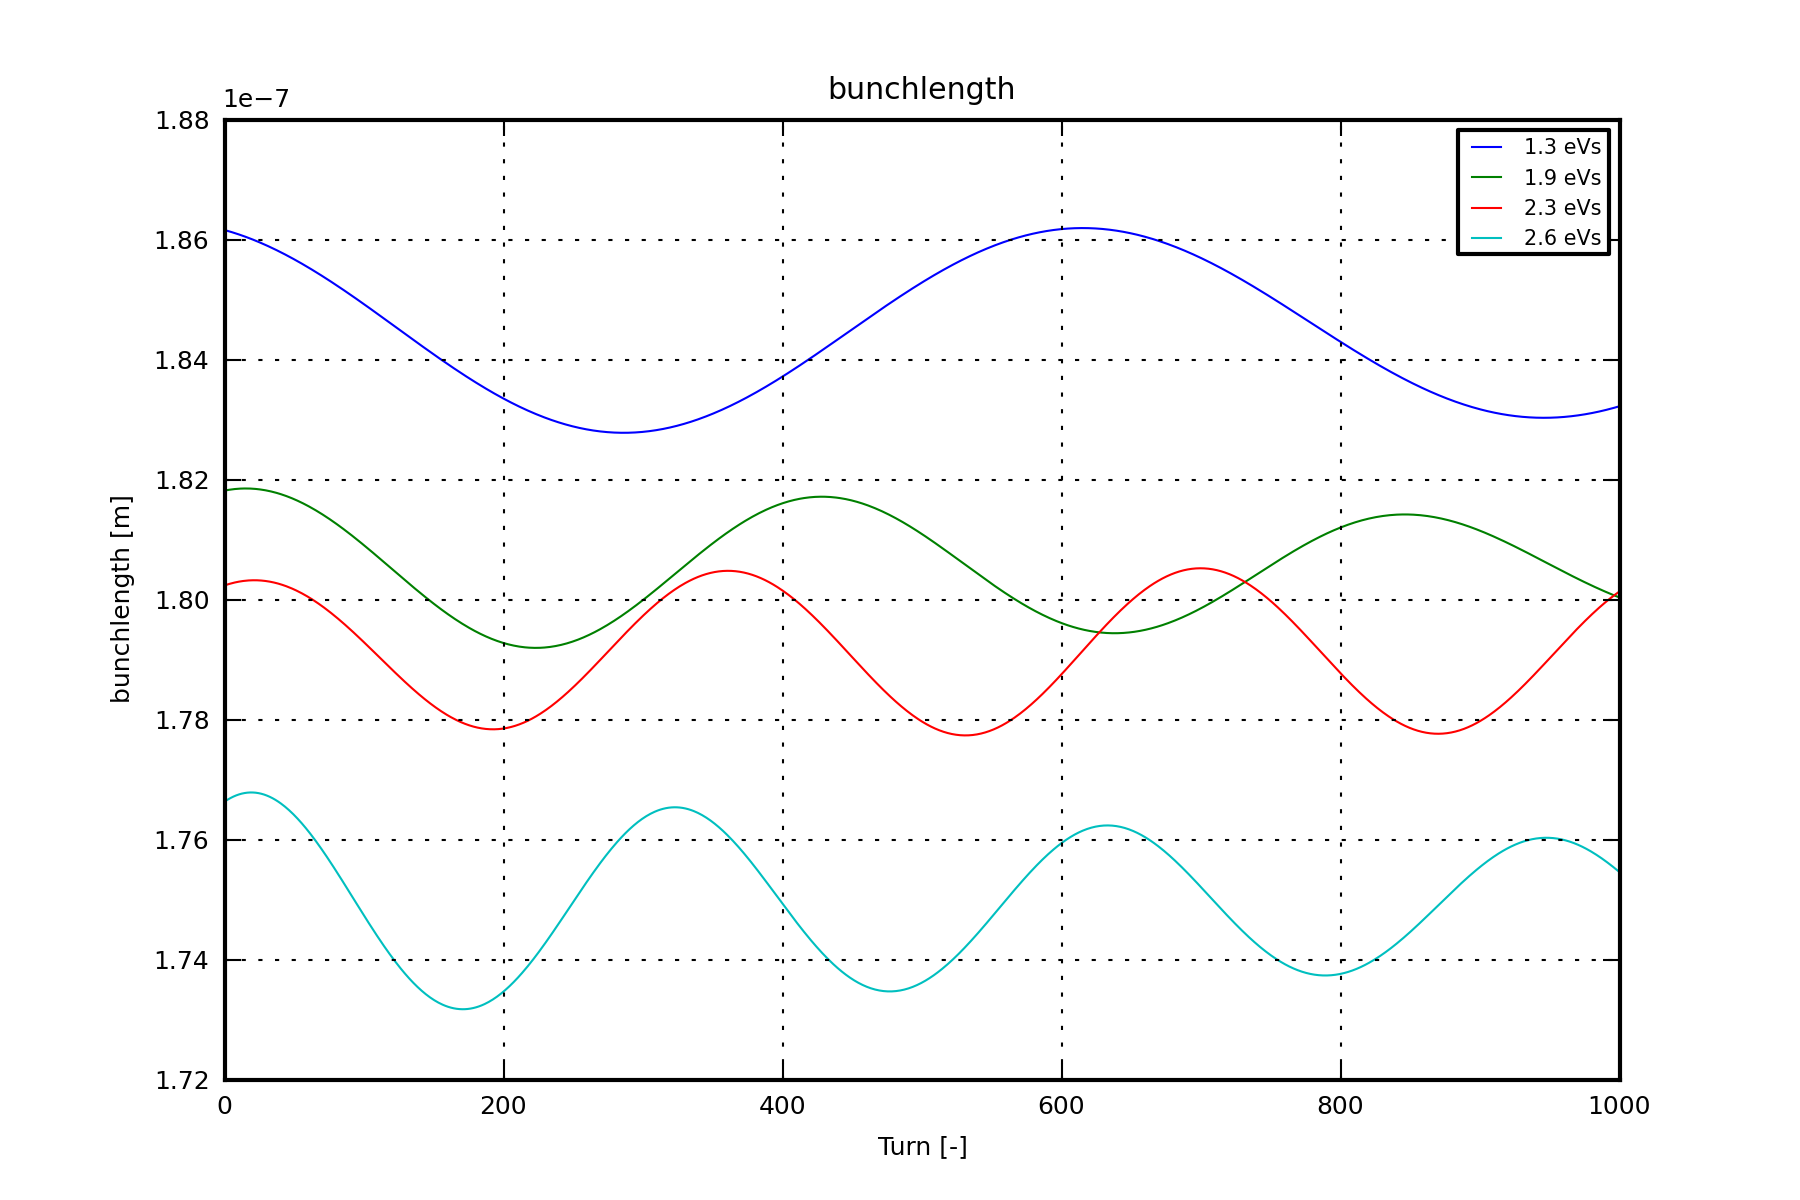 bunchlength
1e−7
1.88
1.86
1.84
1.82
1.80
1.78
1.76
1.74
1.72
bunchlength [m]
1.3 eVs
1.9 eVs
2.3 eVs
2.6 eVs
0 200 400 600 800 1000
Turn [-]